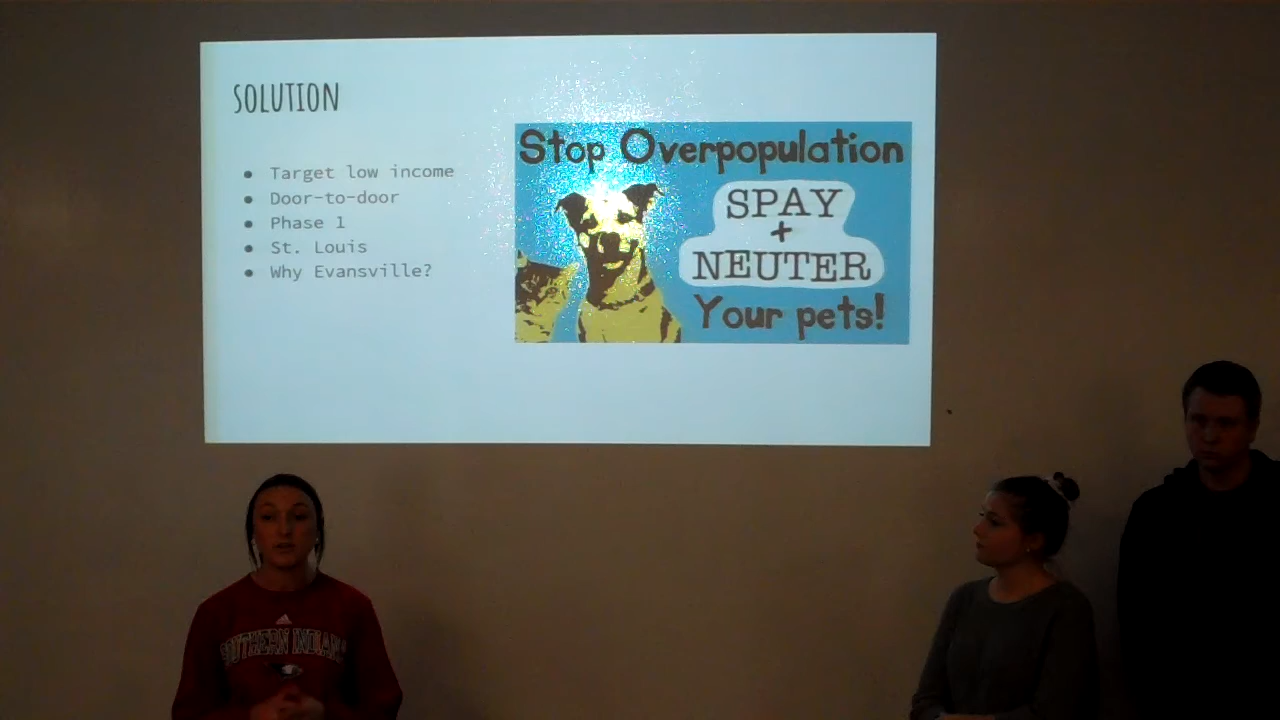 SOLUTION
Target low income
Door-to-door
Phase 1
St. Louis
Why Evansville?
Stop Overpopulation
SPAY
+
NEUTER
Your pets!
SOUTHERN INDIANA